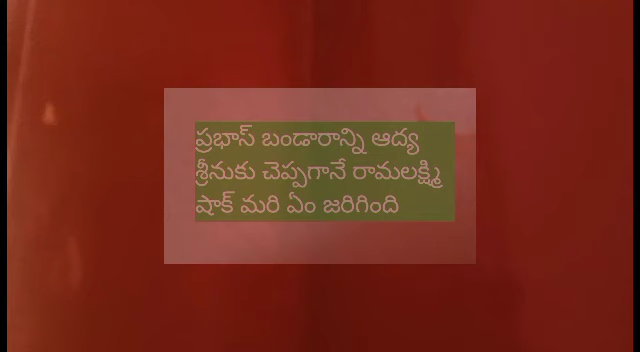 ప్రభాస్ బండారాన్ని ఆద్య
శ్రీనుకు చెప్పగానే రామలక్ష్మి
షాక్ మరి ఏం జరిగింది